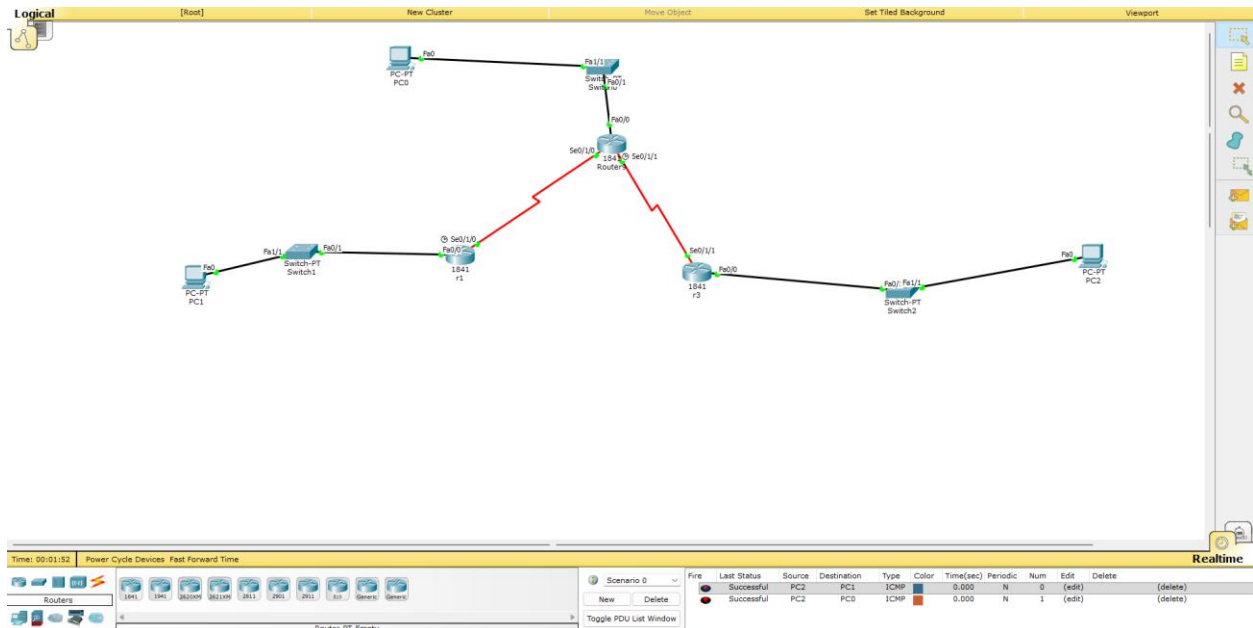 Logical [Root] New Cluster Move Object Set Tiled Background Viewport
Fa0
PC-PT
PC0
Fa1/1
Fa0/1
Fa0/0
Se0/1/0
Se0/1/1
1841
Se0/1/0
Fa0/0
1841
r1
Fa1/1
Fa0/1
Switch-PT
Switch1
Fa0
PC-PT
PC1
Se0/1/1
Fa0/0
1841
r3
Fa1/1
Switch-PT
Switch2
Fa0
PC-PT
PC2
Time: 00:01:52 Power Cycle Devices Fast Forward Time Realtime
Routers
1841 1941 2620XM 2621XM 2811 2901 2911 819 Generic Generic
Scenario 0
New Delete
Toggle PDU List Window
Fire Last Status Source Destination Type Color Time(sec) Periodic Num Edit Delete
Successful PC2 PC1 ICMP 0.000 N 0 (edit) (delete)
Successful PC2 PC0 ICMP 0.000 N 1 (edit) (delete)